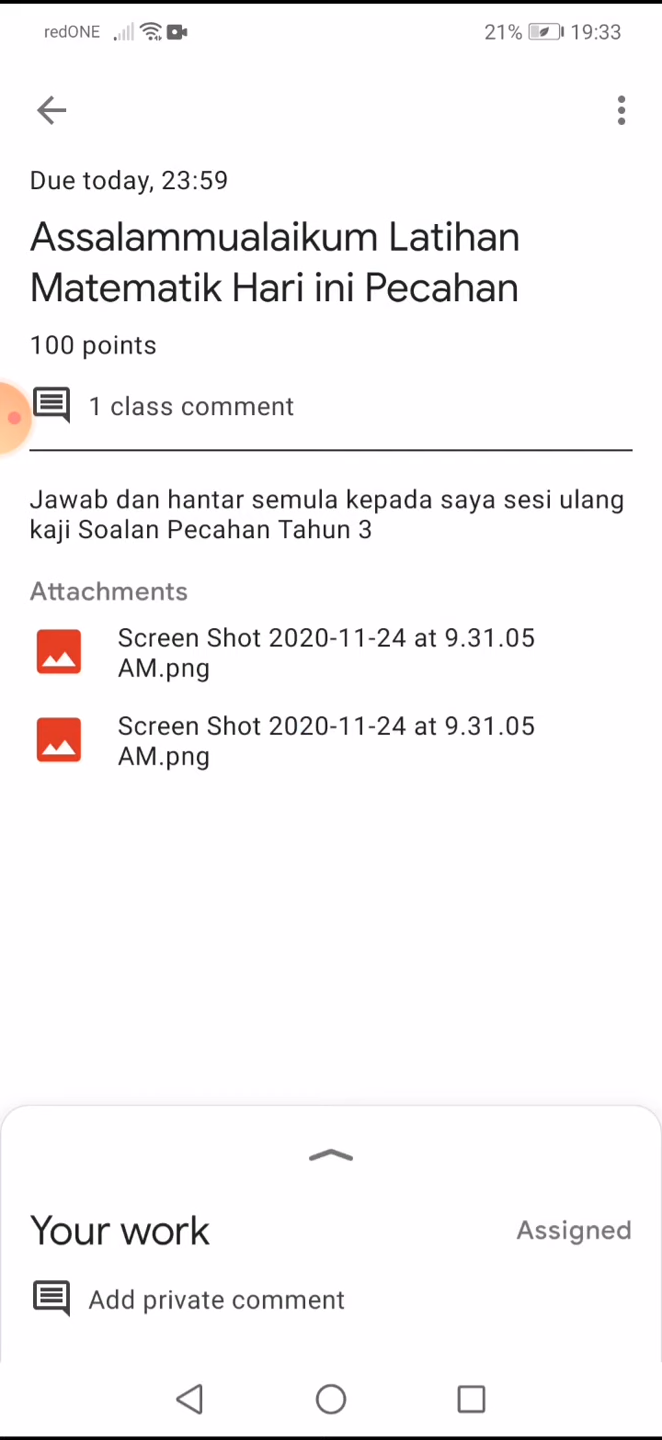 redONE 21% 19:33
Due today, 23:59
Assalammualaikum Latihan
Matematik Hari ini Pecahan
100 points
1 class comment
Jawab dan hantar semula kepada saya sesi ulang
kaji Soalan Pecahan Tahun 3
Attachments
Screen Shot 2020-11-24 at 9.31.05
AM.png
Screen Shot 2020-11-24 at 9.31.05
AM.png
Your work Assigned
Add private comment